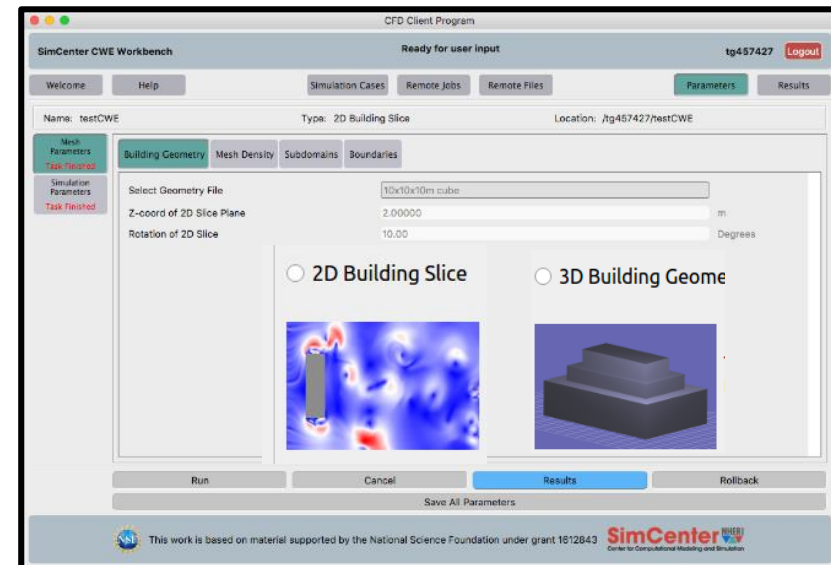 CFD Client Program
SimCenter CWE Workbench
Ready for user input
tg457427
Logout
Welcome
Help
Simulation Cases
Remote Jobs
Remote Files
Parameters
Results
Name: testCWE
Type: 2D Building Slice
Location: /tg457427/testCWE
Mesh
Parameters
Task Finished
Building Geometry
Mesh Density
Subdomains
Boundaries
Simulation
Parameters
Task Finished
Select Geometry File
10x10x10m cube
Z-coord of 2D Slice Plane
2.00000
m
Rotation of 2D Slice
10.00
Degrees
2D Building Slice
3D Building Geome
Run
Cancel
Results
Rollback
Save All Parameters
NSF
This work is based on material supported by the National Science Foundation under grant 1612843
SimCenter
NHERI
Center for Computational Modeling and Simulation